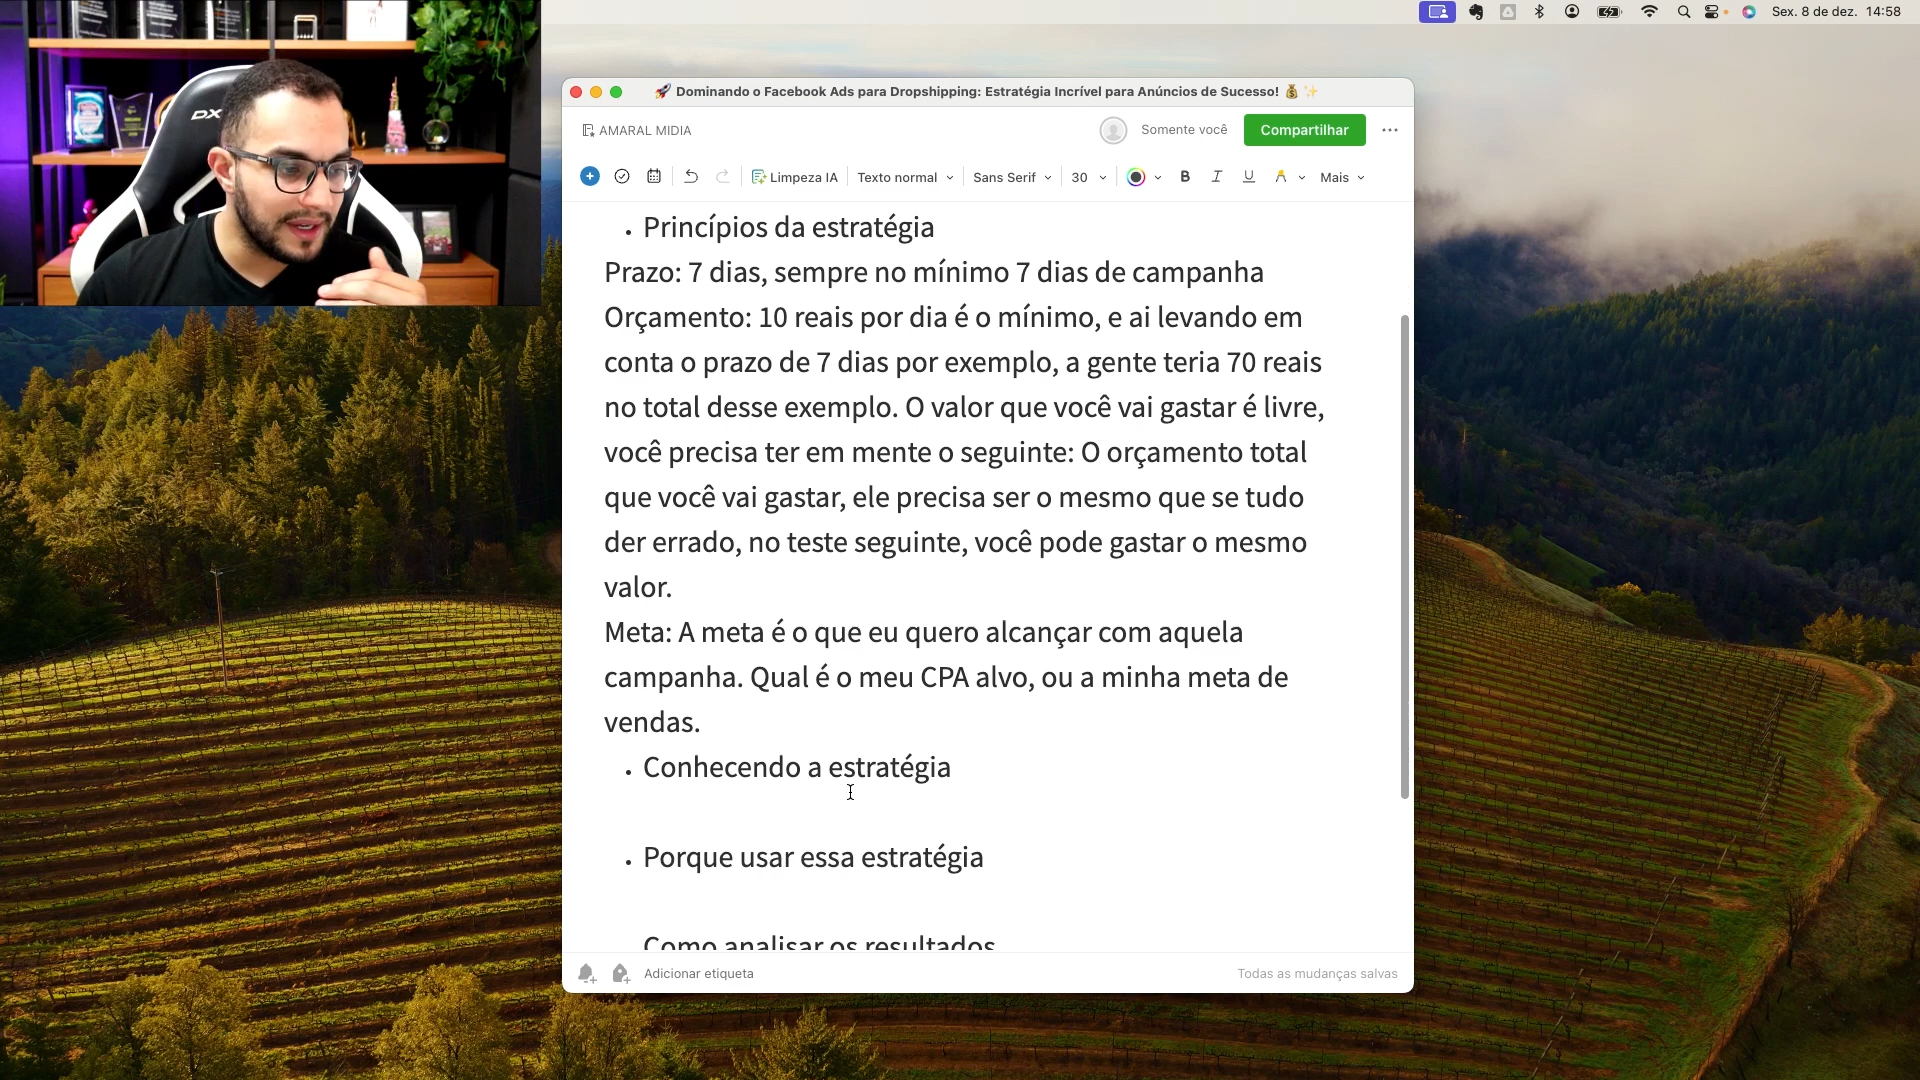 Sex. 8 de dez. 14:58
🚀 Dominando o Facebook Ads para Dropshipping: Estratégia Incrível para Anúncios de Sucesso! 💰 ✨
AMARAL MIDIA
Somente você
Compartilhar
Limpeza IA
Texto normal
Sans Serif
30
B
I
U
Mais
• Princípios da estratégia
Prazo: 7 dias, sempre no mínimo 7 dias de campanha
Orçamento: 10 reais por dia é o mínimo, e ai levando em
conta o prazo de 7 dias por exemplo, a gente teria 70 reais
no total desse exemplo. O valor que você vai gastar é livre,
você precisa ter em mente o seguinte: O orçamento total
que você vai gastar, ele precisa ser o mesmo que se tudo
der errado, no teste seguinte, você pode gastar o mesmo
valor.
Meta: A meta é o que eu quero alcançar com aquela
campanha. Qual é o meu CPA alvo, ou a minha meta de
vendas.
• Conhecendo a estratégia
• Porque usar essa estratégia
Como analisar os resultados
Adicionar etiqueta
Todas as mudanças salvas
DX